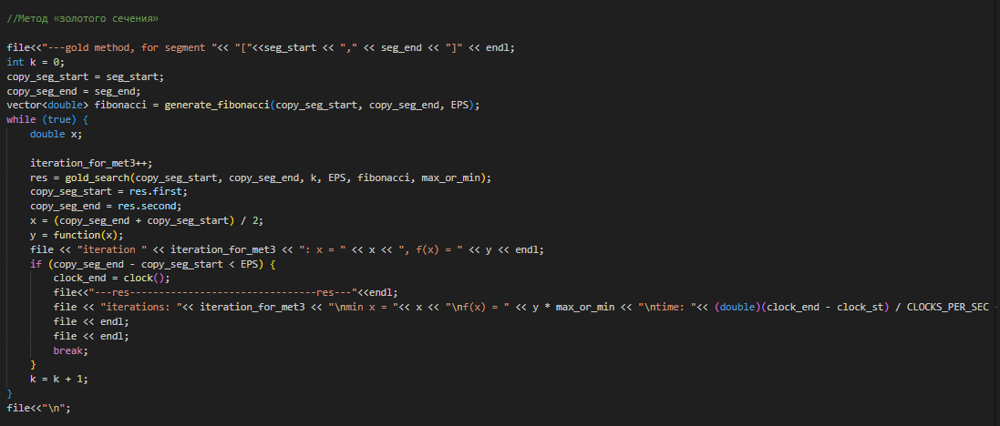 //Метод «золотого сечения»
file<<"---gold method, for segment "<< "["<<seg_start << "," << seg_end << "]" << endl;
int k = 0;
copy_seg_start = seg_start;
copy_seg_end = seg_end;
vector<double> fibonacci = generate_fibonacci(copy_seg_start, copy_seg_end, EPS);
while (true) {
double x;
iteration_for_met3++;
res = gold_search(copy_seg_start, copy_seg_end, k, EPS, fibonacci, max_or_min);
copy_seg_start = res.first;
copy_seg_end = res.second;
x = (copy_seg_end + copy_seg_start) / 2;
y = function(x);
file << "iteration " << iteration_for_met3 << ": x = " << x << ", f(x) = " << y << endl;
if (copy_seg_end - copy_seg_start < EPS) {
clock_end = clock();
file<<"---res-------------------------------res---"<<endl;
file << "iterations: "<< iteration_for_met3 << "\nmin x = "<< x << "\nf(x) = " << y * max_or_min << "\ntime: "<< (double)(clock_end - clock_st) / CLOCKS_PER_SEC
file << endl;
file << endl;
break;
}
k = k + 1;
}
file<<"\n";